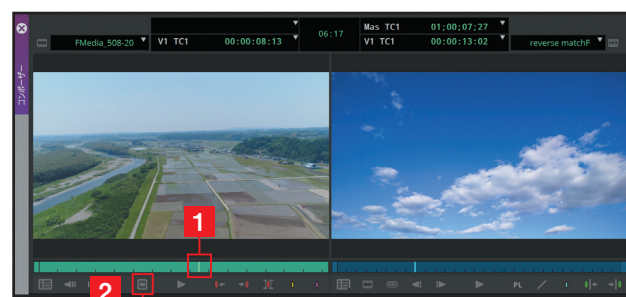 コンポーザー
FMedia_508-20
V1 TC1 00:00:08:13
06:17
Mas TC1 01;00;07;27
V1 TC1 00:00:13:02
reverse matchF
1
2
PL